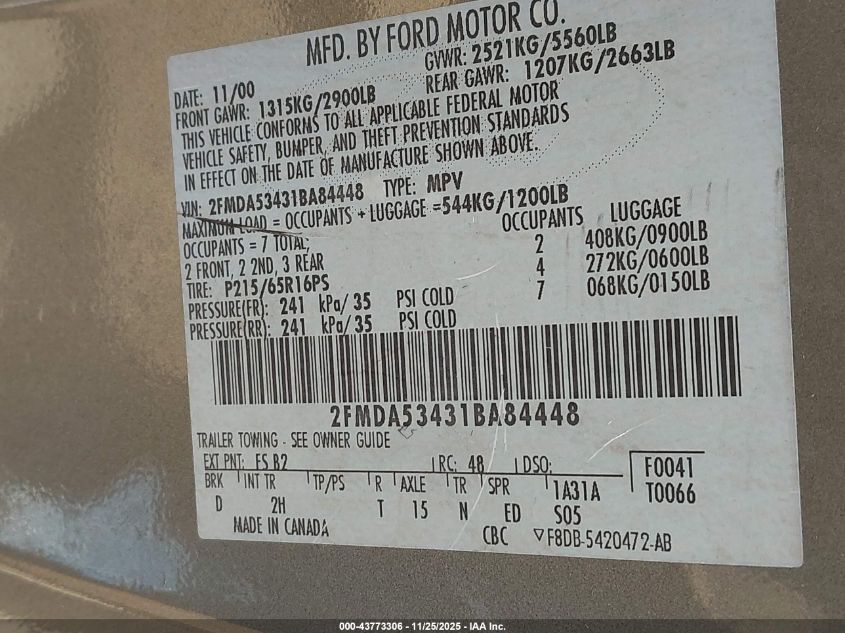 MFD. BY FORD MOTOR CO.
DATE: 11/00 GVWR: 2521KG/5560LB
FRONT GAWR: 1315KG/2900LB REAR GAWR: 1207KG/2663LB
THIS VEHICLE CONFORMS TO ALL APPLICABLE FEDERAL MOTOR
VEHICLE SAFETY, BUMPER, AND THEFT PREVENTION STANDARDS
IN EFFECT ON THE DATE OF MANUFACTURE SHOWN ABOVE.
VIN: 2FMDA53431BA84448 TYPE: MPV
MAXIMUM LOAD = OCCUPANTS + LUGGAGE =544KG/1200LB
OCCUPANTS = 7 TOTAL; OCCUPANTS LUGGAGE
2 FRONT, 2 2ND, 3 REAR 2 408KG/0900LB
TIRE: P215/65R16PS 4 272KG/0600LB
PRESSURE(FR): 241 kPa/35 PSI COLD 7 068KG/0150LB
PRESSURE(RR): 241 kPa/35 PSI COLD
2FMDA53431BA84448
TRAILER TOWING - SEE OWNER GUIDE
EXT PNT: FS B2 RC: 48 DSO: F0041
BRK INT TR TP/PS R AXLE TR SPR 1A31A T0066
D 2H T 15 N ED S05
MADE IN CANADA CBC ▽F8DB-5420472-AB
000-43773306 - 11/25/2025 - IAA Inc.